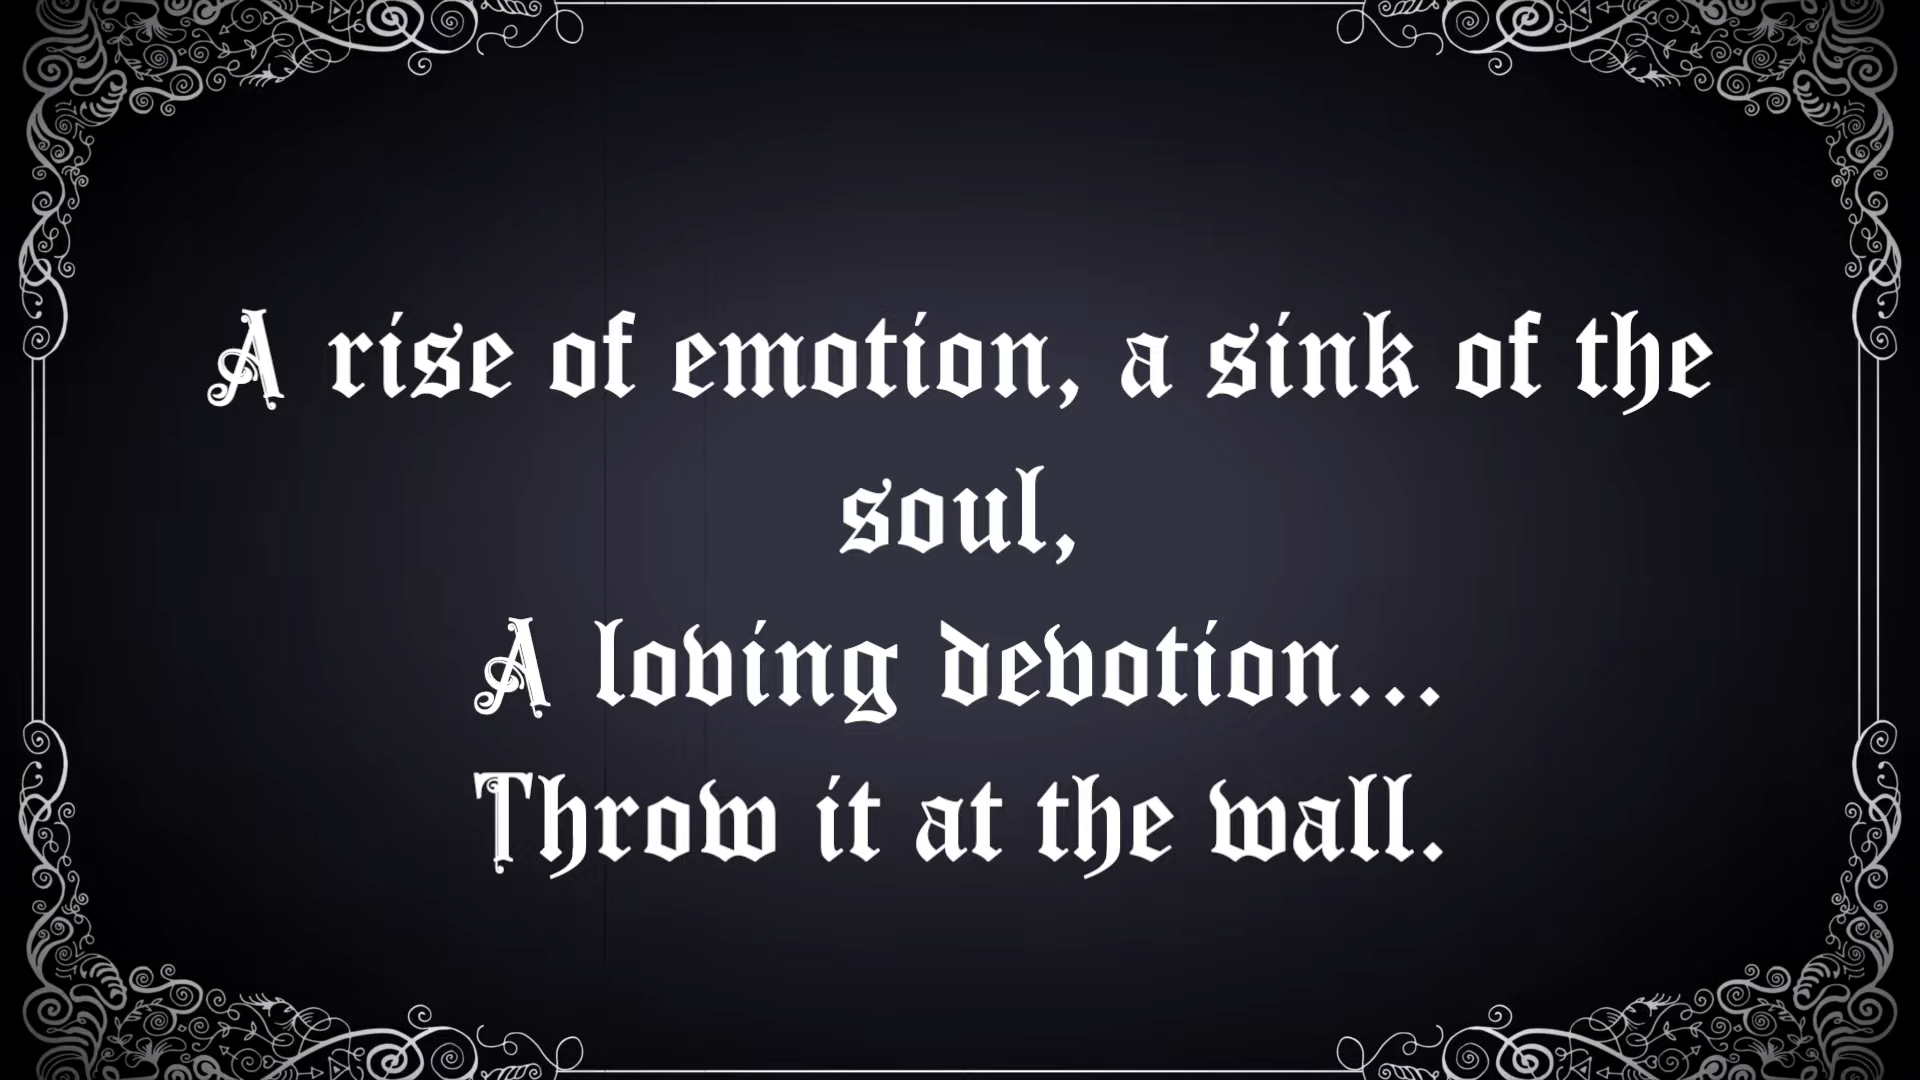 A rise of emotion, a sink of the
soul,
A loving devotion...
Throw it at the wall.